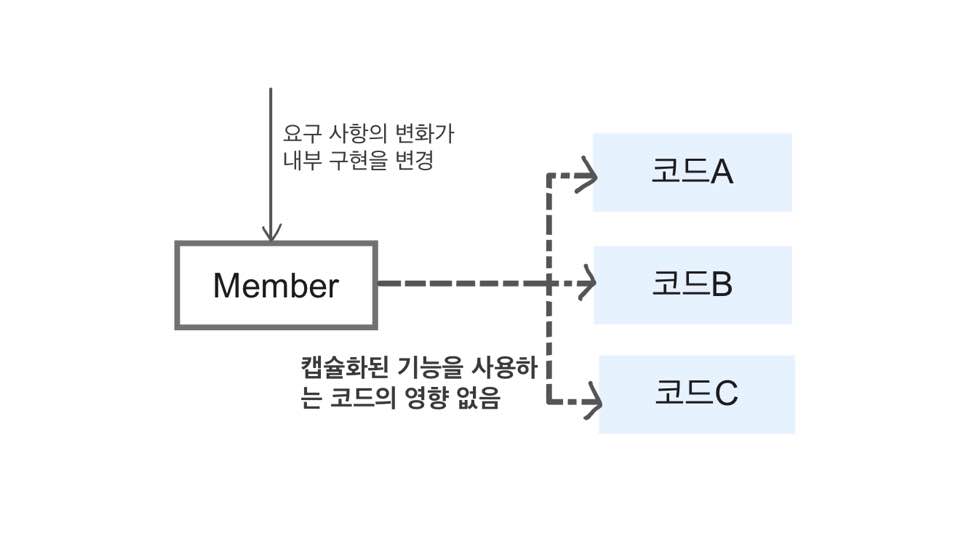 요구 사항의 변화가
내부 구현을 변경
Member
캡슐화된 기능을 사용하
는 코드의 영향 없음
코드A
코드B
코드C